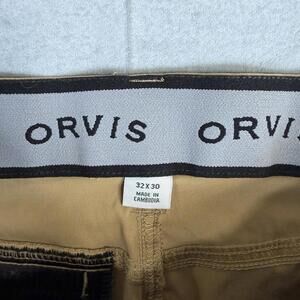 ORVIS ORVIS
32 X 30
MADE IN
CAMBODIA